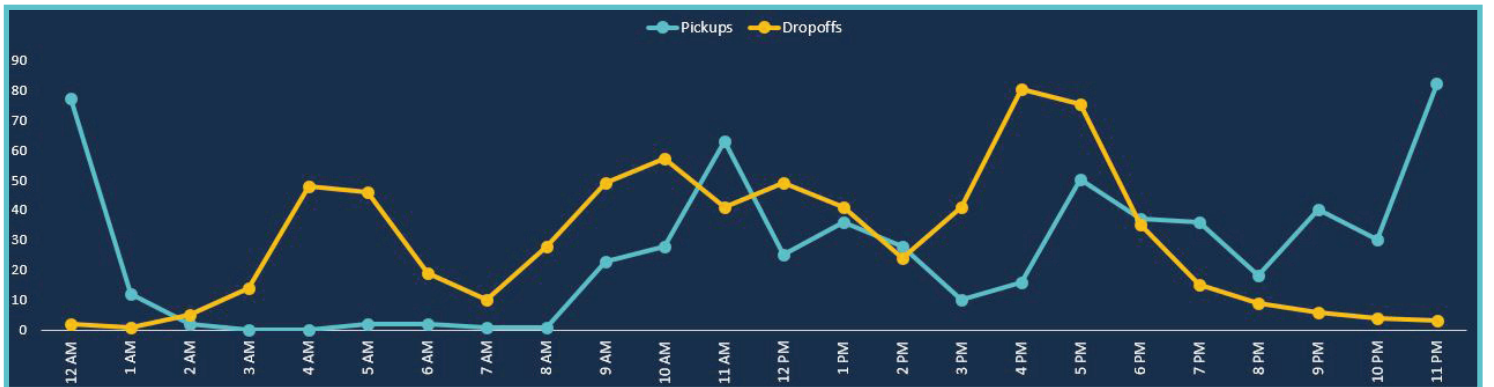 Pickups Dropoffs
90
80
70
60
50
40
30
20
10
0
12 AM
1 AM
2 AM
3 AM
4 AM
5 AM
6 AM
7 AM
8 AM
9 AM
10 AM
11 AM
12 PM
1 PM
2 PM
3 PM
4 PM
5 PM
6 PM
7 PM
8 PM
9 PM
10 PM
11 PM